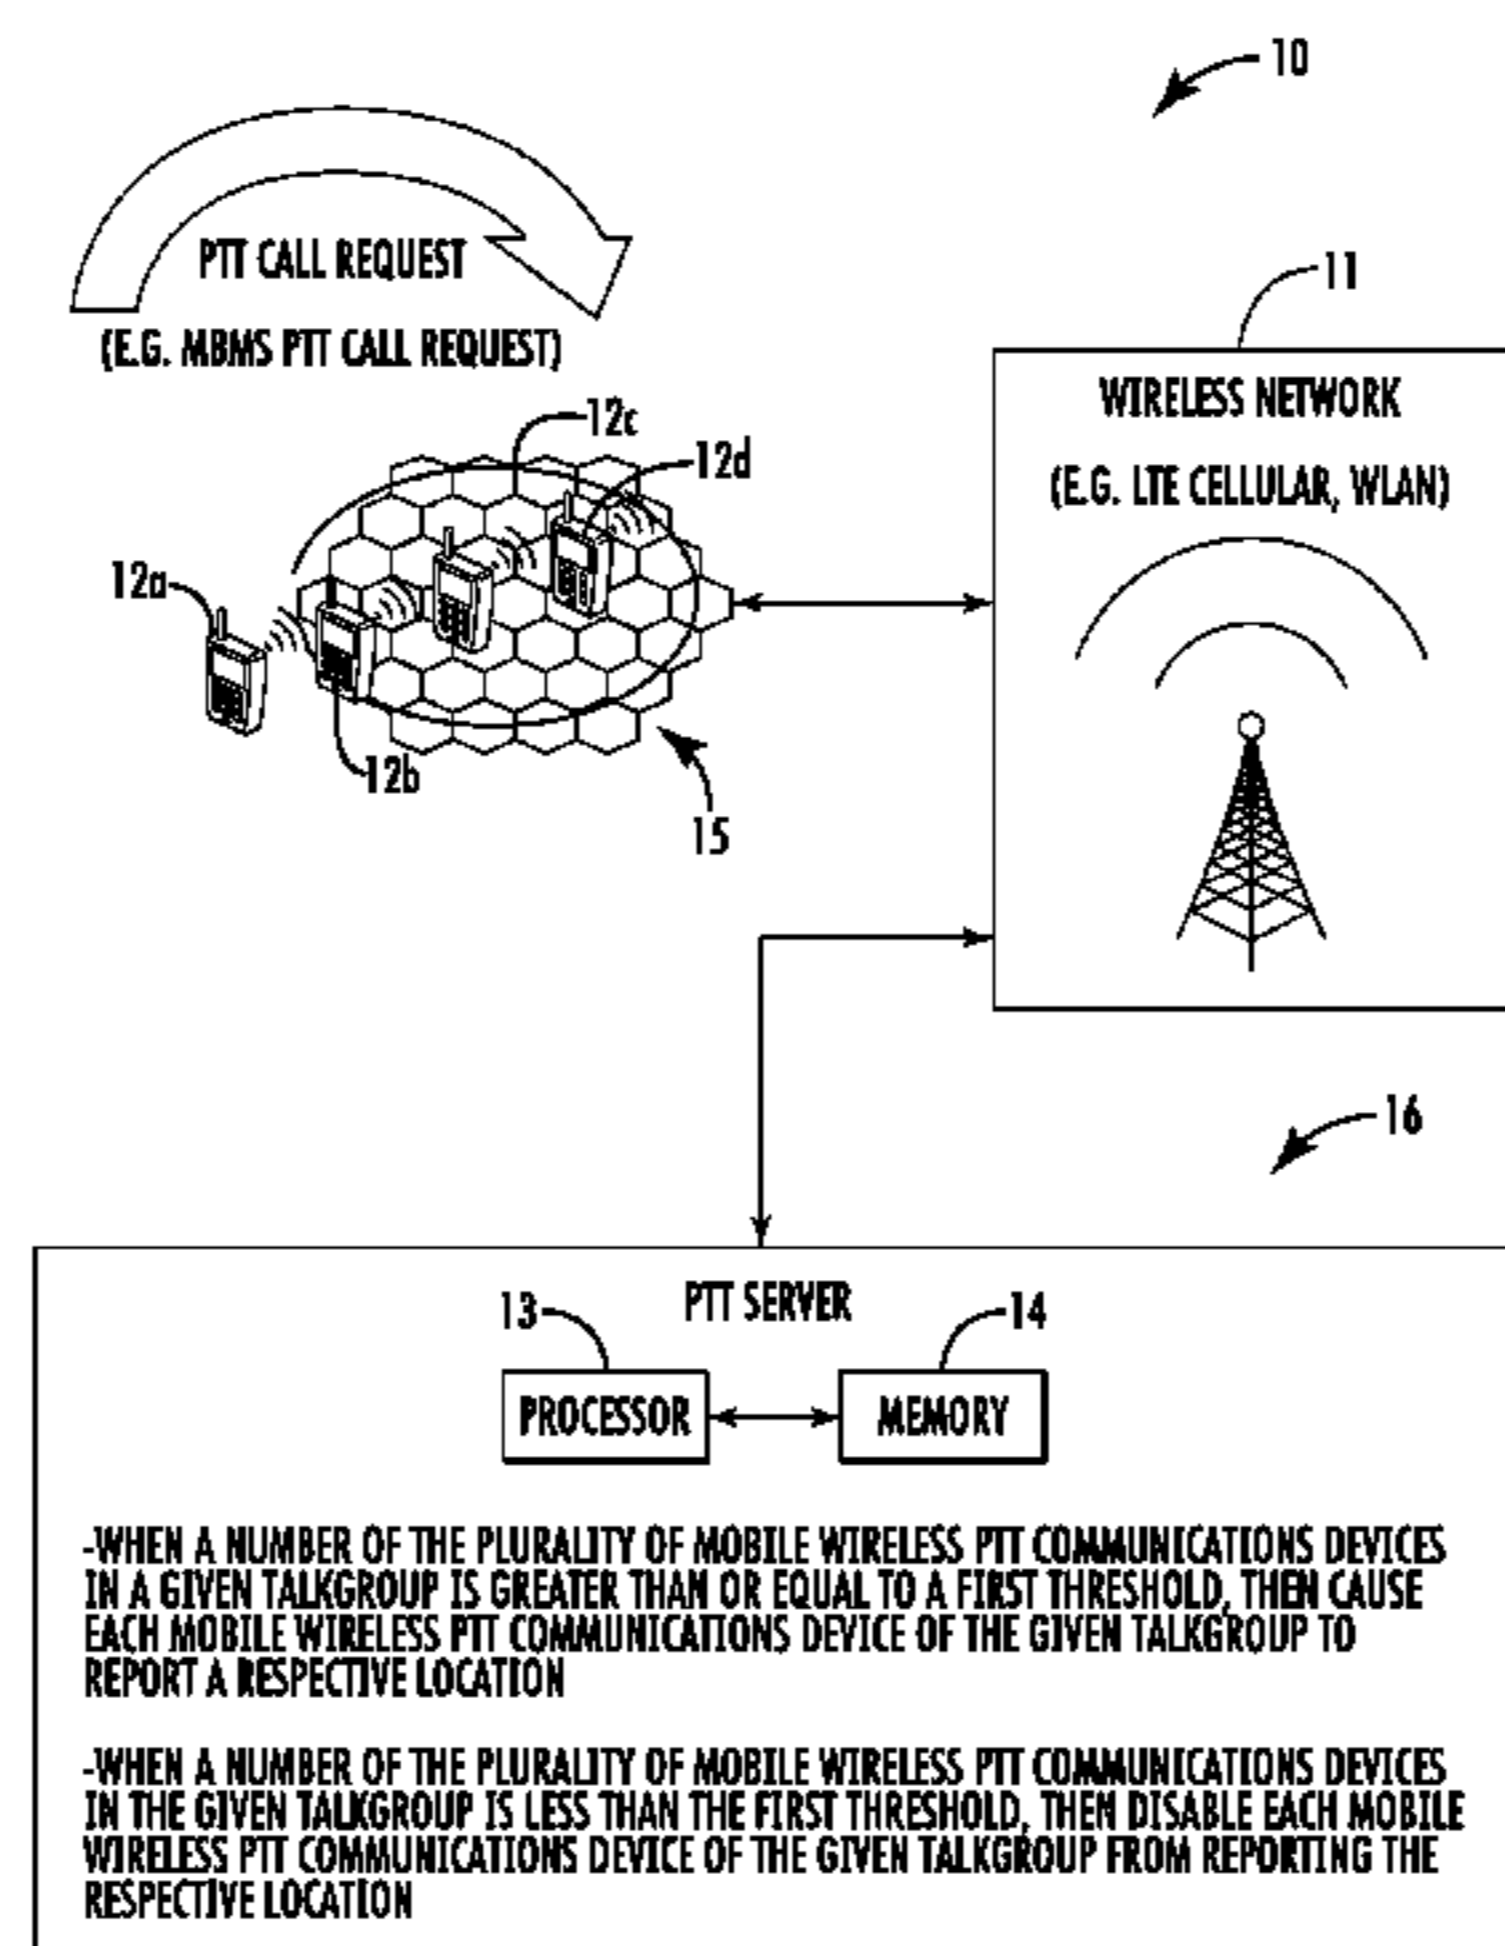 10
PTT CALL REQUEST
(E.G. MBMS PTT CALL REQUEST)
11
WIRELESS NETWORK
(E.G. LTE CELLULAR, WLAN)
12c
12d
12a
12b
15
16
PTT SERVER
13
14
PROCESSOR
MEMORY
-WHEN A NUMBER OF THE PLURALITY OF MOBILE WIRELESS PTT COMMUNICATIONS DEVICES
IN A GIVEN TALKGROUP IS GREATER THAN OR EQUAL TO A FIRST THRESHOLD, THEN CAUSE
EACH MOBILE WIRELESS PTT COMMUNICATIONS DEVICE OF THE GIVEN TALKGROUP TO
REPORT A RESPECTIVE LOCATION
-WHEN A NUMBER OF THE PLURALITY OF MOBILE WIRELESS PTT COMMUNICATIONS DEVICES
IN THE GIVEN TALKGROUP IS LESS THAN THE FIRST THRESHOLD, THEN DISABLE EACH MOBILE
WIRELESS PTT COMMUNICATIONS DEVICE OF THE GIVEN TALKGROUP FROM REPORTING THE
RESPECTIVE LOCATION